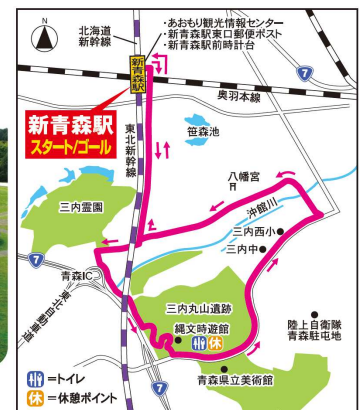 N
北海道
新幹線
・あおもり観光情報センター
・新青森駅東口郵便ポスト
・新青森駅前時計台
新青森駅
7
奥羽本線
新青森駅
スタート/ゴール
東北新幹線
笹森池
八幡宮
沖館川
三内霊園
三内西小
三内中
7
青森IC
東北自動車道
三内丸山遺跡
縄文時遊館
休
陸上自衛隊
青森駐屯地
青森県立美術館
7
=トイレ
休=休憩ポイント